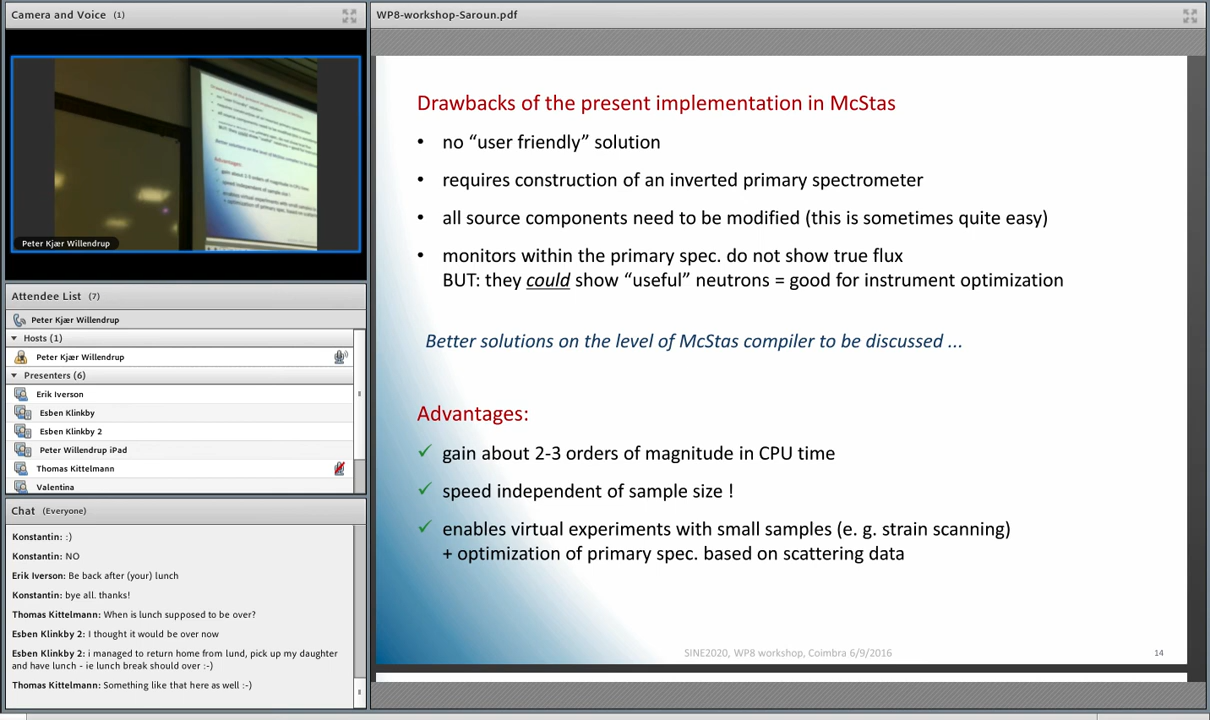 Camera and Voice (1)
Drawbacks of the present implementation in McStas
Advantages:
Peter Kjær Willendrup
Attendee List (7)
Peter Kjær Willendrup
Hosts (1)
Peter Kjær Willendrup
Presenters (6)
Erik Iverson
Esben Klinkby
Esben Klinkby 2
Peter Willendrup iPad
Thomas Kittelmann
Valentina
Chat (Everyone)
Konstantin: :)
Konstantin: NO
Erik Iverson: Be back after (your) lunch
Konstantin: bye all. thanks!
Thomas Kittelmann: When is lunch supposed to be over?
Esben Klinkby 2: I thought it would be over now
Esben Klinkby 2: i managed to return home from lund, pick up my daughter
and have lunch - ie lunch break should over :-)
Thomas Kittelmann: Something like that here as well :-)
WP8-workshop-Saroun.pdf
Drawbacks of the present implementation in McStas
• no “user friendly” solution
• requires construction of an inverted primary spectrometer
• all source components need to be modified (this is sometimes quite easy)
• monitors within the primary spec. do not show true flux
BUT: they could show “useful” neutrons = good for instrument optimization
Better solutions on the level of McStas compiler to be discussed ...
Advantages:
✓ gain about 2-3 orders of magnitude in CPU time
✓ speed independent of sample size !
✓ enables virtual experiments with small samples (e. g. strain scanning)
+ optimization of primary spec. based on scattering data
SINE2020, WP8 workshop, Coimbra 6/9/2016
14